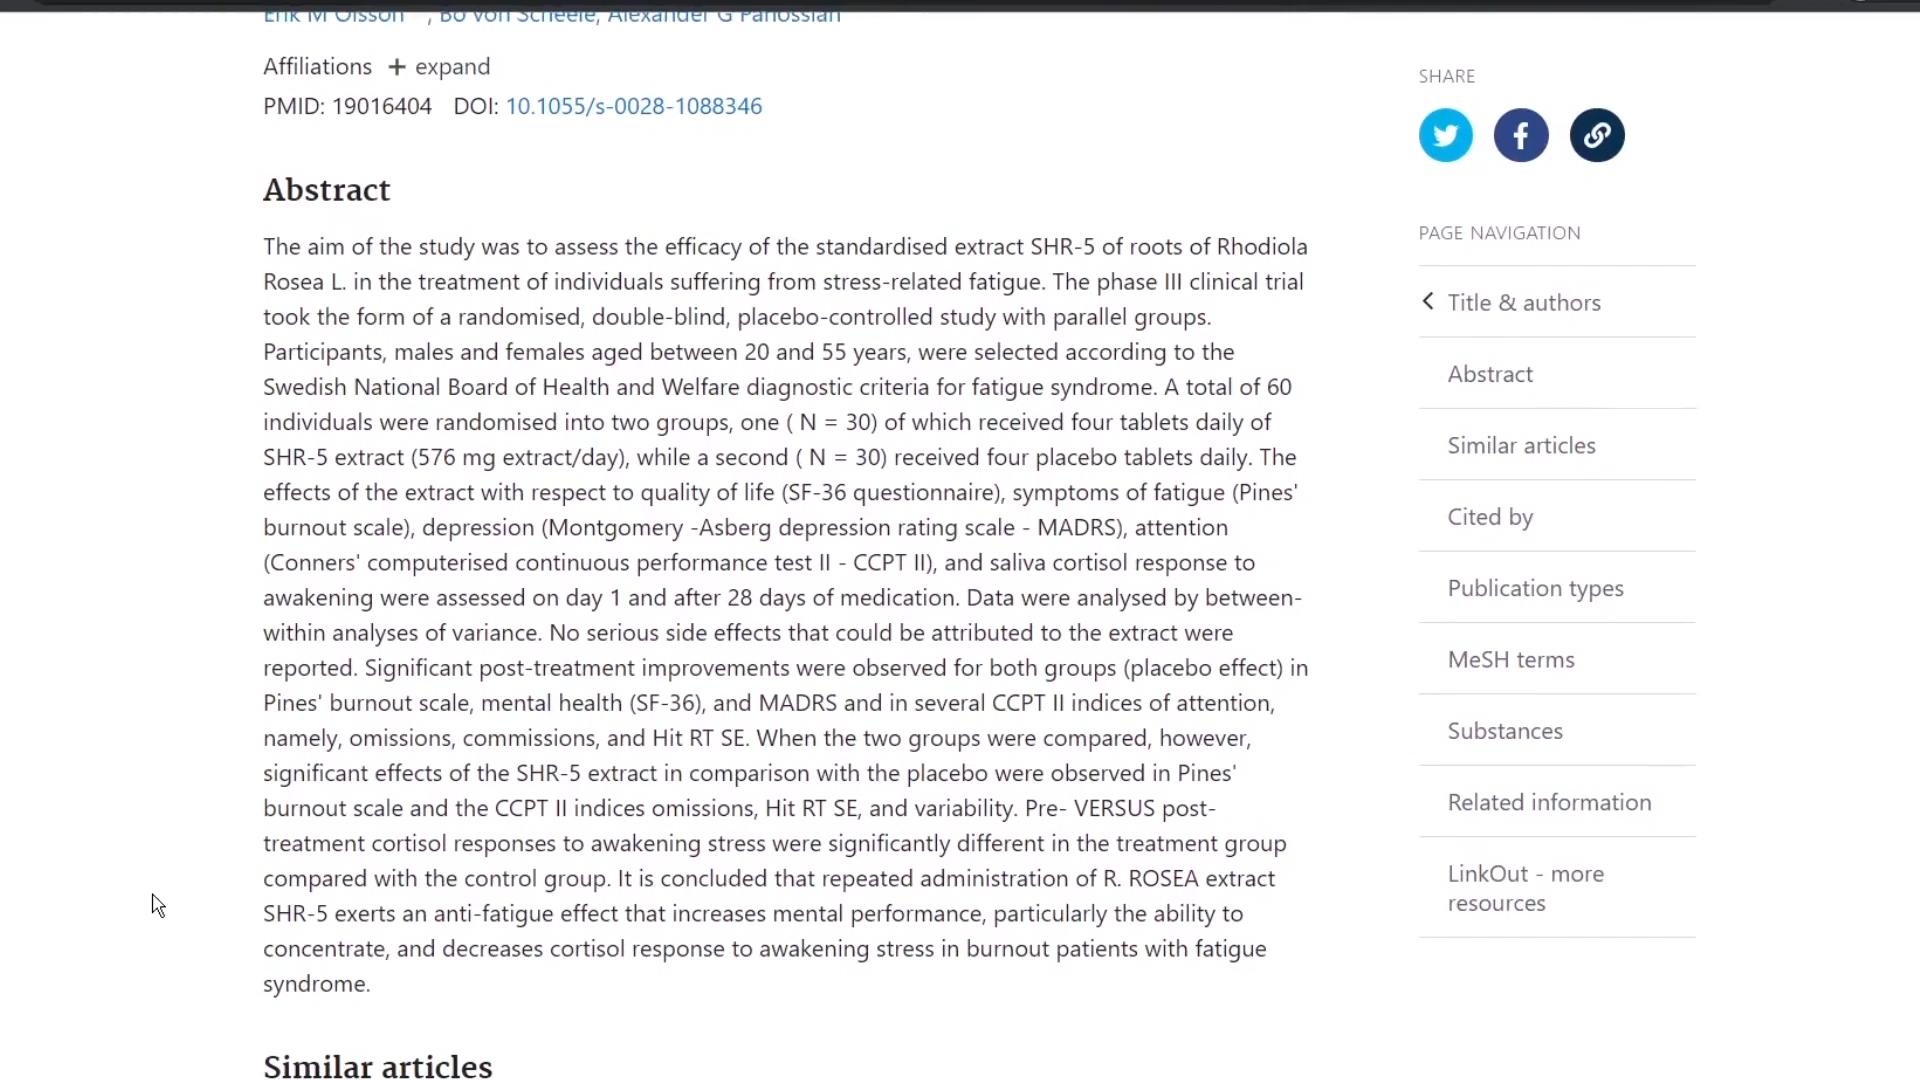 Erik M Olsson, Bo von Schéele, Alexander G Panossian
Affiliations + expand
PMID: 19016404 DOI: 10.1055/s-0028-1088346
Abstract
The aim of the study was to assess the efficacy of the standardised extract SHR-5 of roots of Rhodiola
Rosea L. in the treatment of individuals suffering from stress-related fatigue. The phase III clinical trial
took the form of a randomised, double-blind, placebo-controlled study with parallel groups.
Participants, males and females aged between 20 and 55 years, were selected according to the
Swedish National Board of Health and Welfare diagnostic criteria for fatigue syndrome. A total of 60
individuals were randomised into two groups, one ( N = 30) of which received four tablets daily of
SHR-5 extract (576 mg extract/day), while a second ( N = 30) received four placebo tablets daily. The
effects of the extract with respect to quality of life (SF-36 questionnaire), symptoms of fatigue (Pines'
burnout scale), depression (Montgomery -Asberg depression rating scale - MADRS), attention
(Conners' computerised continuous performance test II - CCPT II), and saliva cortisol response to
awakening were assessed on day 1 and after 28 days of medication. Data were analysed by between-
within analyses of variance. No serious side effects that could be attributed to the extract were
reported. Significant post-treatment improvements were observed for both groups (placebo effect) in
Pines' burnout scale, mental health (SF-36), and MADRS and in several CCPT II indices of attention,
namely, omissions, commissions, and Hit RT SE. When the two groups were compared, however,
significant effects of the SHR-5 extract in comparison with the placebo were observed in Pines'
burnout scale and the CCPT II indices omissions, Hit RT SE, and variability. Pre- VERSUS post-
treatment cortisol responses to awakening stress were significantly different in the treatment group
compared with the control group. It is concluded that repeated administration of R. ROSEA extract
SHR-5 exerts an anti-fatigue effect that increases mental performance, particularly the ability to
concentrate, and decreases cortisol response to awakening stress in burnout patients with fatigue
syndrome.
Similar articles
SHARE
PAGE NAVIGATION
Title & authors
Abstract
Similar articles
Cited by
Publication types
MeSH terms
Substances
Related information
LinkOut - more
resources